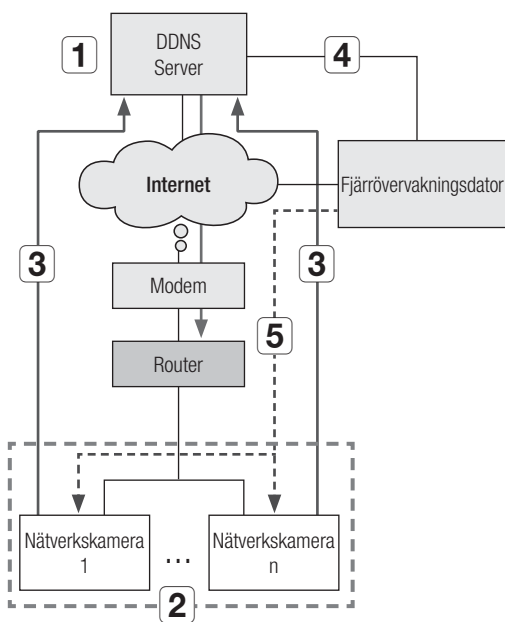 1
DDNS
Server
4
Internet
Fjärrövervakningsdator
3
3
Modem
5
Router
Nätverkskamera
1
...
Nätverkskamera
n
2